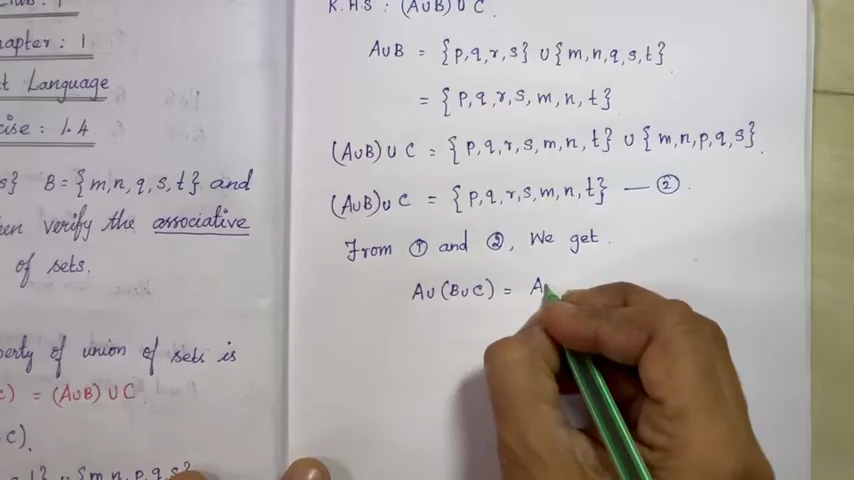 : 1
apter : 1
t Language
ise : 1.4
s} B = {m, n, q, s, t} and
en verify the associative
of sets.
perty of union of sets is
c) = (A∪B) ∪ C.
∪ C).
m, n, p, q, s}
R.H.S : (A∪B) ∪ C.
A∪B = {p, q, r, s} ∪ {m, n, q, s, t}.
= {p, q, r, s, m, n, t}
(A∪B) ∪ C = {p, q, r, s, m, n, t} ∪ {m, n, p, q, s}.
(A∪B) ∪ C = {p, q, r, s, m, n, t} — ②.
From ① and ②, We get.
A∪(B∪C) = A